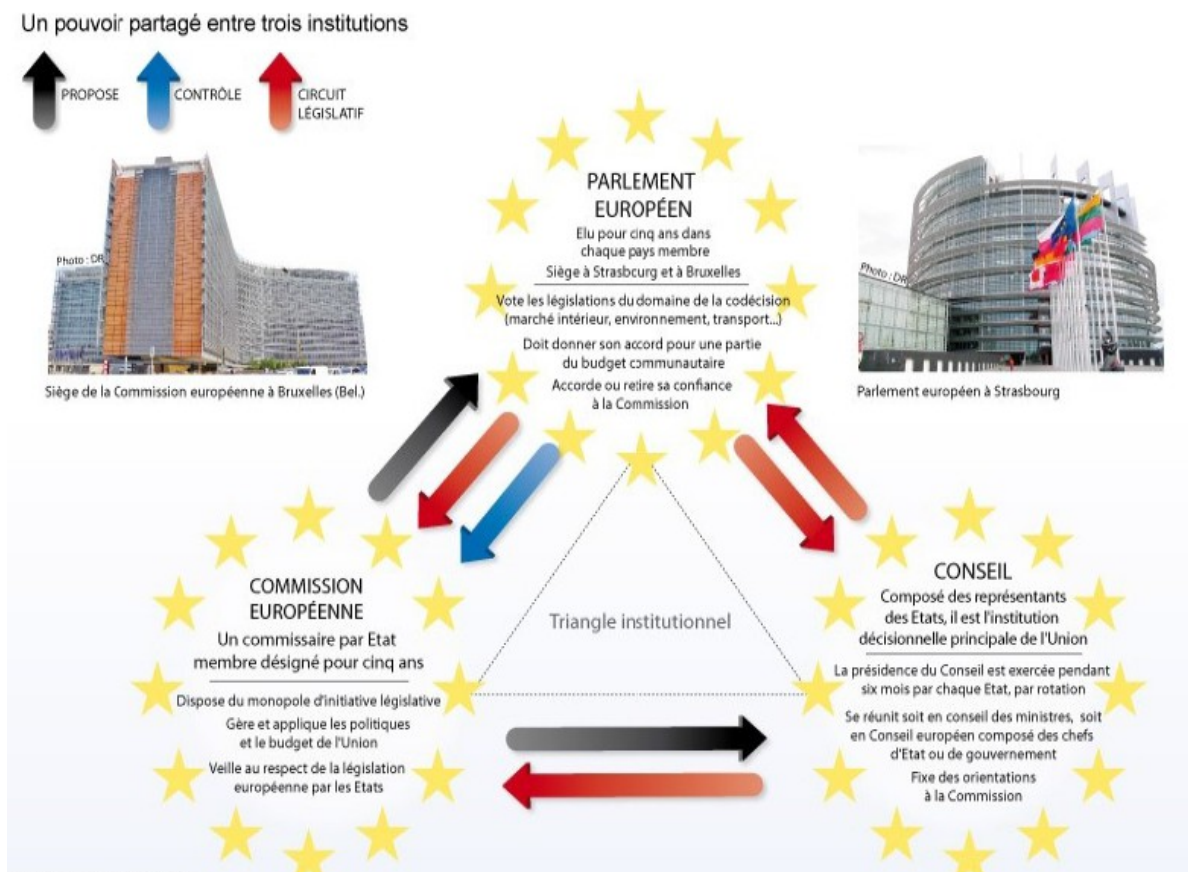 Un pouvoir partagé entre trois institutions
PROPOSE
CONTRÔLE
CIRCUIT
LÉGISLATIF
Photo : DR
Siège de la Commission européenne à Bruxelles (Bel.)
PARLEMENT
EUROPÉEN
Elu pour cinq ans dans
chaque pays membre
Siège à Strasbourg et à Bruxelles
Vote les législations du domaine de la codécision
(marché intérieur, environnement, transport...)
Doit donner son accord pour une partie
du budget communautaire
Accorde ou retire sa confiance
à la Commission
Photo : DR
Parlement européen à Strasbourg
COMMISSION
EUROPÉENNE
Un commissaire par Etat
membre désigné pour cinq ans
Dispose du monopole d'initiative législative
Gère et applique les politiques
et le budget de l'Union
Veille au respect de la législation
européenne par les Etats
Triangle institutionnel
CONSEIL
Composé des représentants
des Etats, il est l'institution
décisionnelle principale de l'Union
La présidence du Conseil est exercée pendant
six mois par chaque Etat, par rotation
Se réunit soit en conseil des ministres, soit
en Conseil européen composé des chefs
d'Etat ou de gouvernement
Fixe des orientations
à la Commission